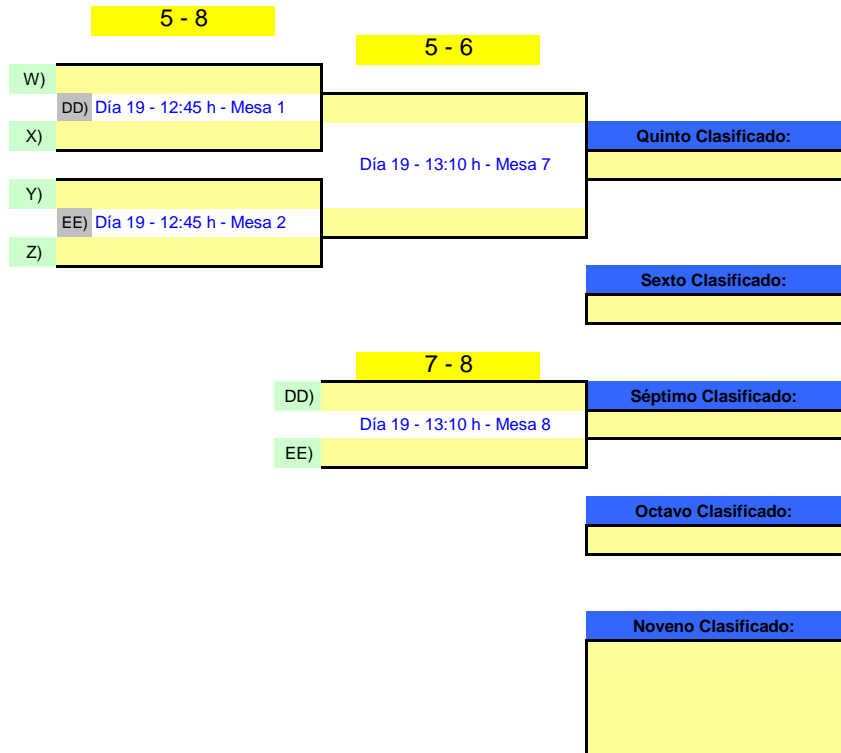 5 - 8
5 - 6
W)
DD) Día 19 - 12:45 h - Mesa 1
X)
Quinto Clasificado:
Día 19 - 13:10 h - Mesa 7
Y)
EE) Día 19 - 12:45 h - Mesa 2
Z)
Sexto Clasificado:
7 - 8
DD)
Séptimo Clasificado:
Día 19 - 13:10 h - Mesa 8
EE)
Octavo Clasificado:
Noveno Clasificado: